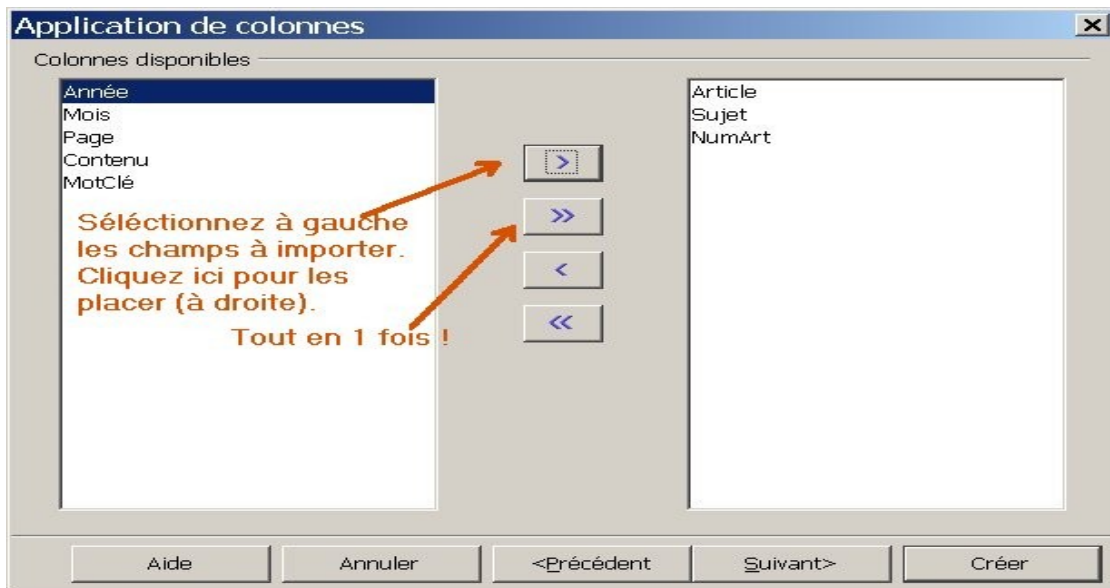 Application de colonnes
Colonnes disponibles
Année
Mois
Page
Contenu
MotClé
Séléctionnez à gauche
les champs à importer.
Cliquez ici pour les
placer (à droite).
Tout en 1 fois !
>
>>
<
<<
Article
Sujet
NumArt
Aide
Annuler
<Précédent
Suivant>
Créer